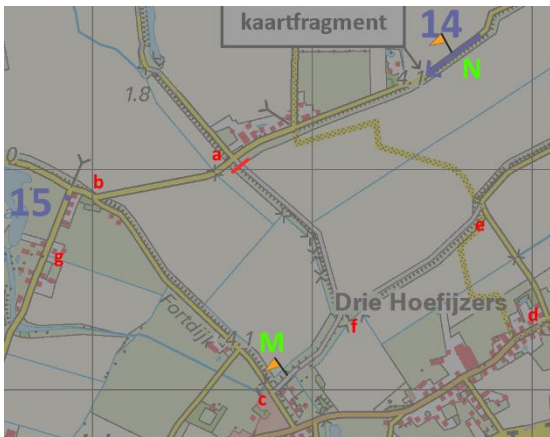 kaartfragment
14
4.1
N
1.8
a
0
b
15
e
g
Drie Hoefijzers
d
Fortdijk
f
4.1
M
c